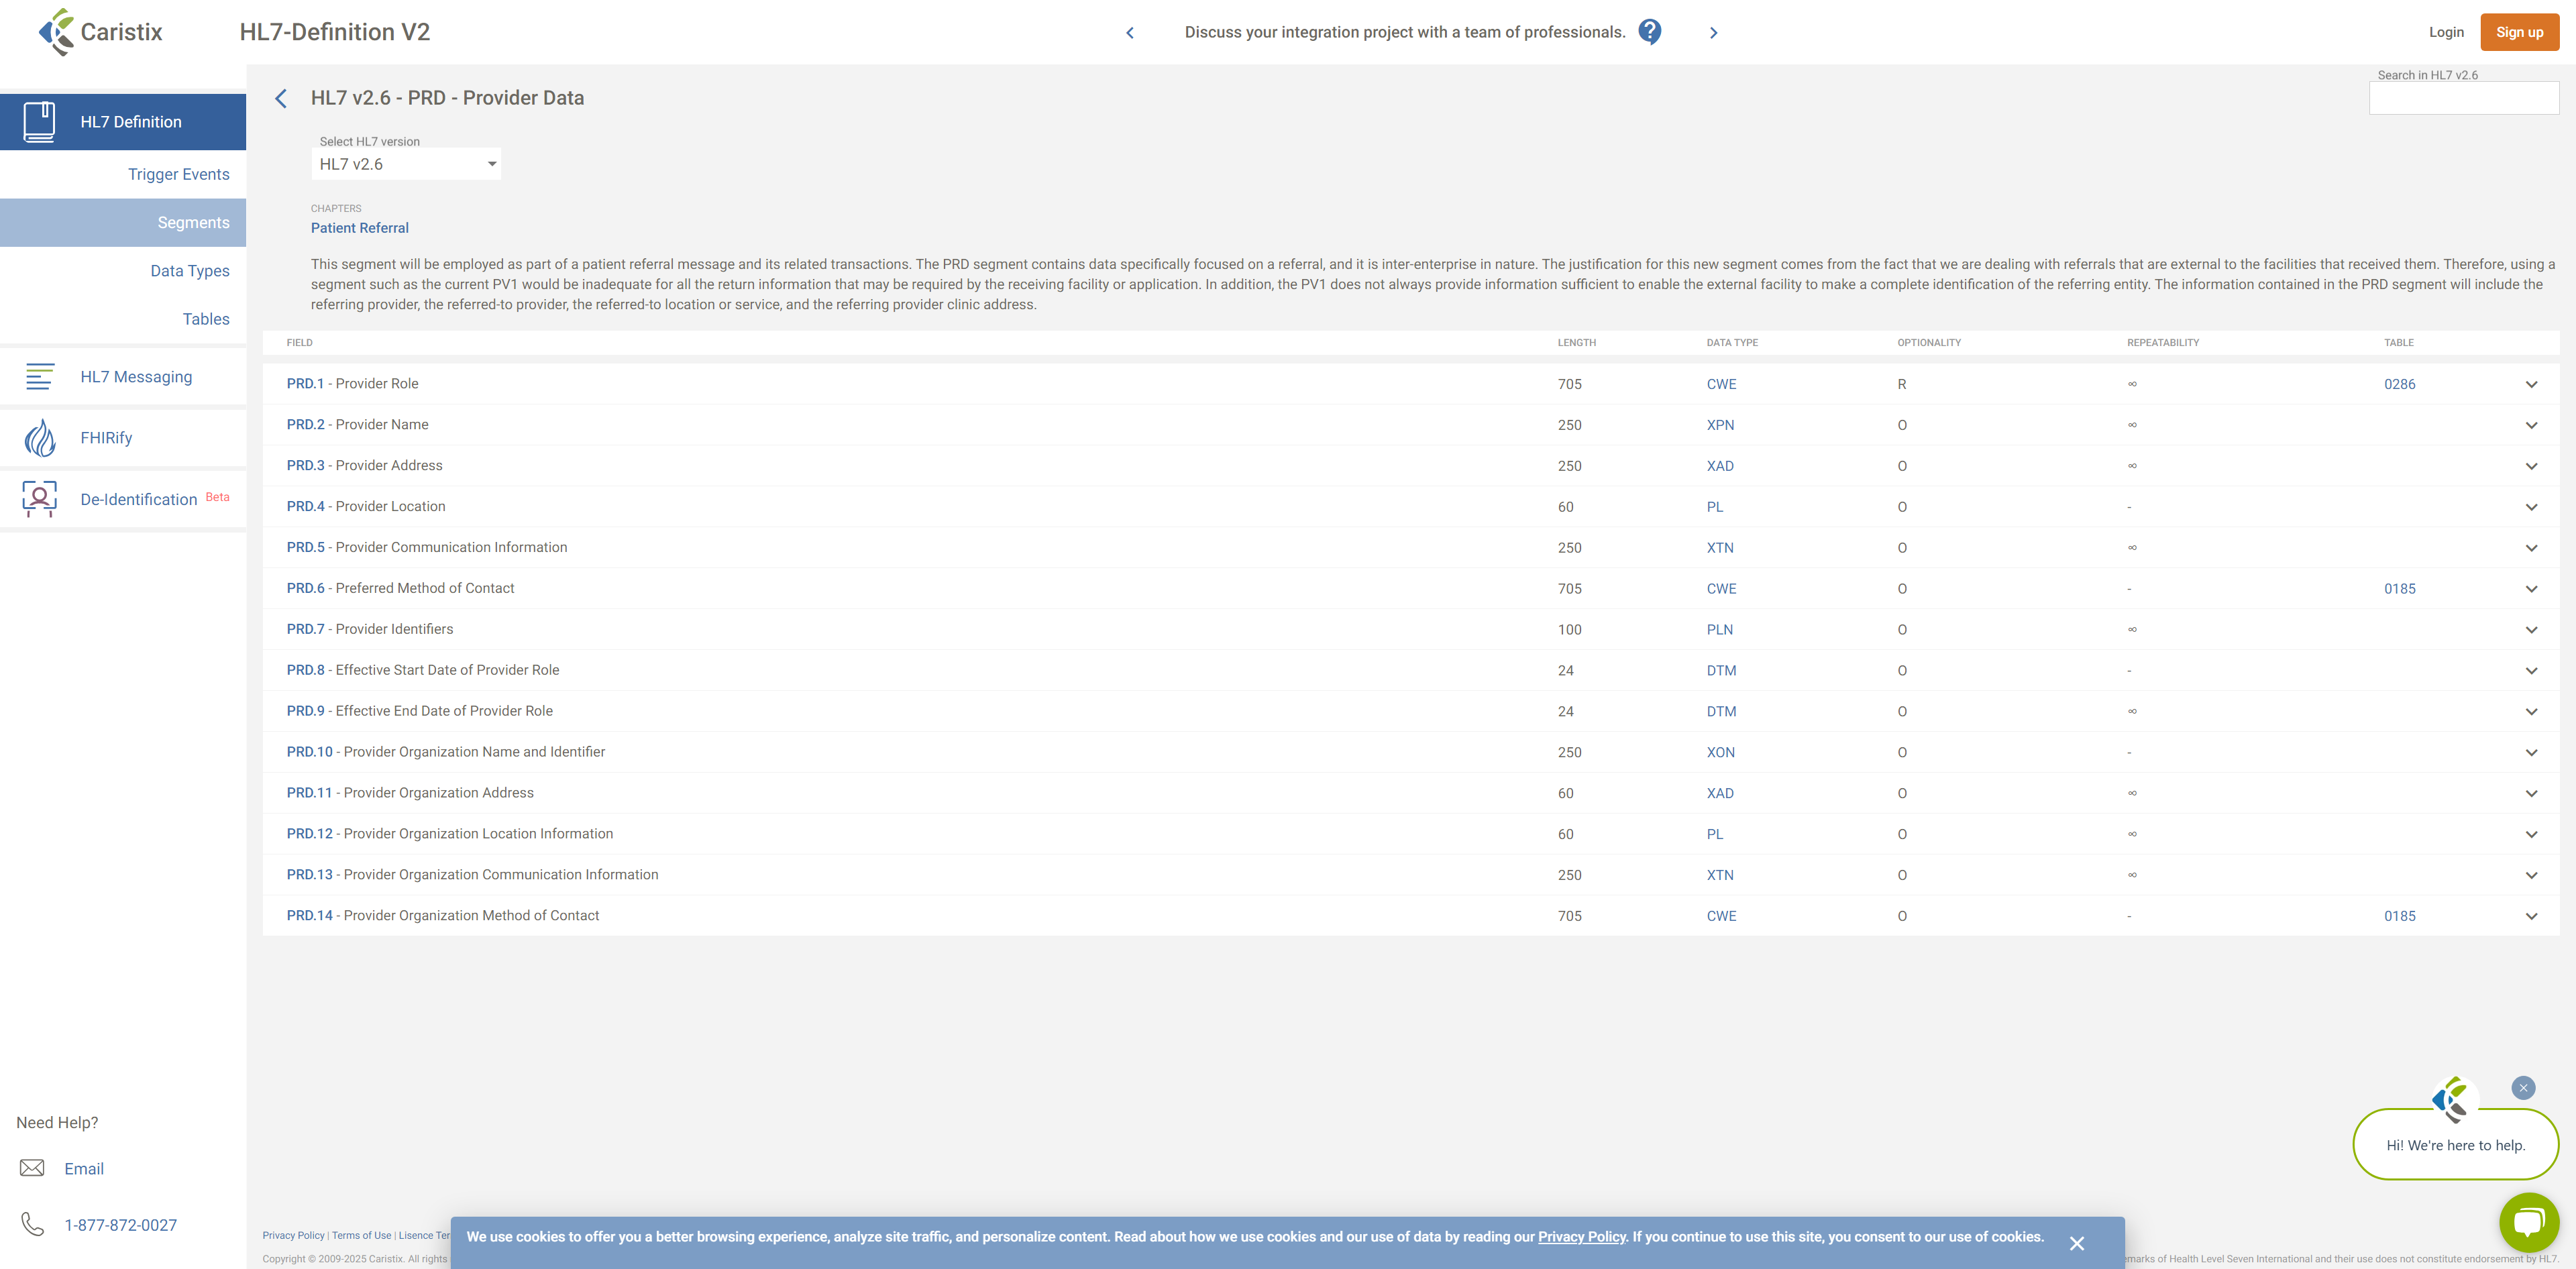 Caristix
HL7-Definition V2
Discuss your integration project with a team of professionals. ?
Login
Sign up
HL7 Definition
Trigger Events
Segments
Data Types
Tables
HL7 Messaging
FHIRify
De-Identification Beta
Need Help?
Email
1-877-872-0027
HL7 v2.6 - PRD - Provider Data
Search in HL7 v2.6
Select HL7 version
HL7 v2.6
CHAPTERS
Patient Referral
This segment will be employed as part of a patient referral message and its related transactions. The PRD segment contains data specifically focused on a referral, and it is inter-enterprise in nature. The justification for this new segment comes from the fact that we are dealing with referrals that are external to the facilities that received them. Therefore, using a
segment such as the current PV1 would be inadequate for all the return information that may be required by the receiving facility or application. In addition, the PV1 does not always provide information sufficient to enable the external facility to make a complete identification of the referring entity. The information contained in the PRD segment will include the
referring provider, the referred-to provider, the referred-to location or service, and the referring provider clinic address.
FIELD LENGTH DATA TYPE OPTIONALITY REPEATABILITY TABLE
PRD.1 - Provider Role 705 CWE R ∞ 0286
PRD.2 - Provider Name 250 XPN O ∞
PRD.3 - Provider Address 250 XAD O ∞
PRD.4 - Provider Location 60 PL O -
PRD.5 - Provider Communication Information 250 XTN O ∞
PRD.6 - Preferred Method of Contact 705 CWE O - 0185
PRD.7 - Provider Identifiers 100 PLN O ∞
PRD.8 - Effective Start Date of Provider Role 24 DTM O -
PRD.9 - Effective End Date of Provider Role 24 DTM O ∞
PRD.10 - Provider Organization Name and Identifier 250 XON O -
PRD.11 - Provider Organization Address 60 XAD O ∞
PRD.12 - Provider Organization Location Information 60 PL O ∞
PRD.13 - Provider Organization Communication Information 250 XTN O ∞
PRD.14 - Provider Organization Method of Contact 705 CWE O - 0185
Hi! We're here to help.
Privacy Policy | Terms of Use | Lisence Ter
We use cookies to offer you a better browsing experience, analyze site traffic, and personalize content. Read about how we use cookies and our use of data by reading our Privacy Policy. If you continue to use this site, you consent to our use of cookies.
Copyright © 2009-2025 Caristix. All rights
emarks of Health Level Seven International and their use does not constitute endorsement by HL7.